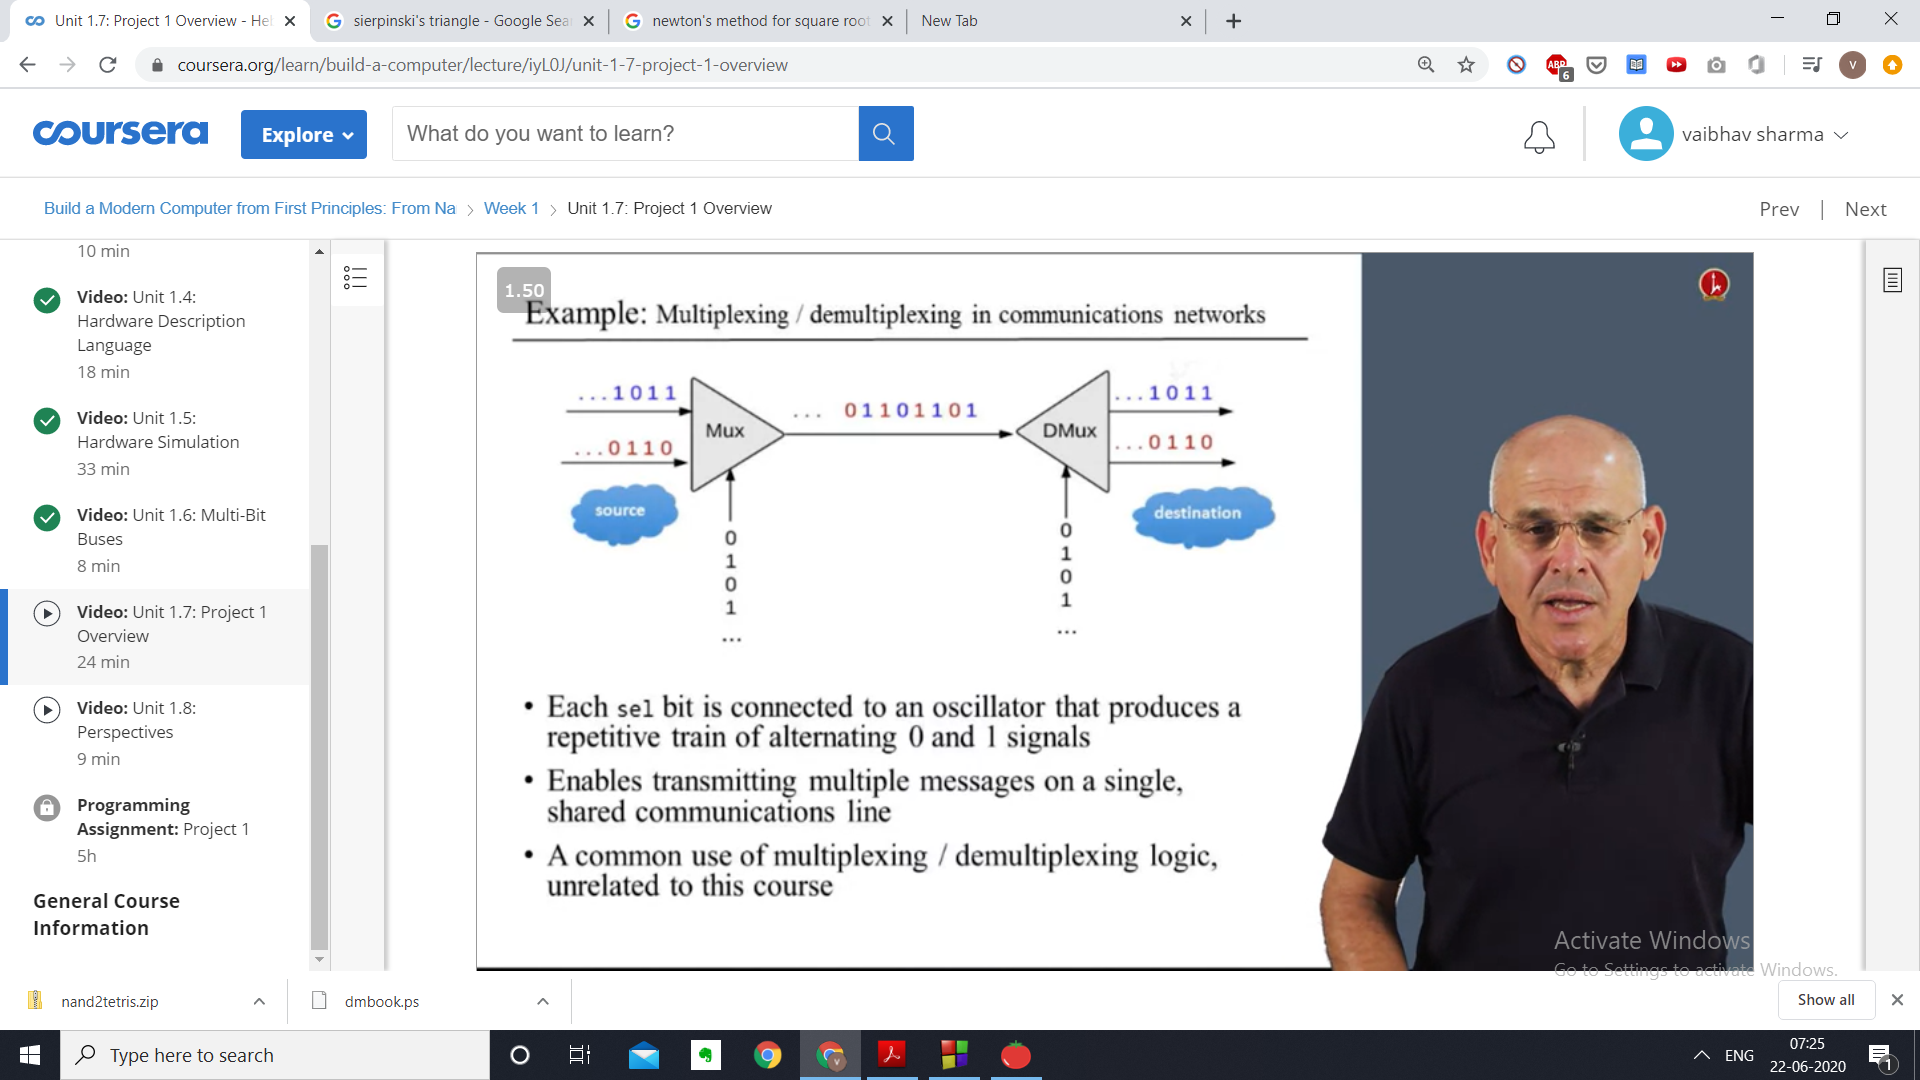 Unit 1.7: Project 1 Overview - Heb
sierpinski's triangle - Google Sea
newton's method for square root
New Tab
coursera.org/learn/build-a-computer/lecture/iyL0J/unit-1-7-project-1-overview
ABP
6
V
coursera
Explore
What do you want to learn?
vaibhav sharma
Build a Modern Computer from First Principles: From Na
Week 1
Unit 1.7: Project 1 Overview
Prev | Next
10 min
Video: Unit 1.4:
Hardware Description
Language
18 min
Video: Unit 1.5:
Hardware Simulation
33 min
Video: Unit 1.6: Multi-Bit
Buses
8 min
Video: Unit 1.7: Project 1
Overview
24 min
Video: Unit 1.8:
Perspectives
9 min
Programming
Assignment: Project 1
5h
General Course
Information
1.50
Example: Multiplexing / demultiplexing in communications networks
...1011
...0110
Mux
... 01101101
DMux
...1011
...0110
source
destination
0
1
0
1
...
0
1
0
1
...
• Each sel bit is connected to an oscillator that produces a
repetitive train of alternating 0 and 1 signals
• Enables transmitting multiple messages on a single,
shared communications line
• A common use of multiplexing / demultiplexing logic,
unrelated to this course
Activate Windows
Go to Settings to activate Windows.
nand2tetris.zip
dmbook.ps
Show all
Type here to search
V
ENG
07:25
22-06-2020
1